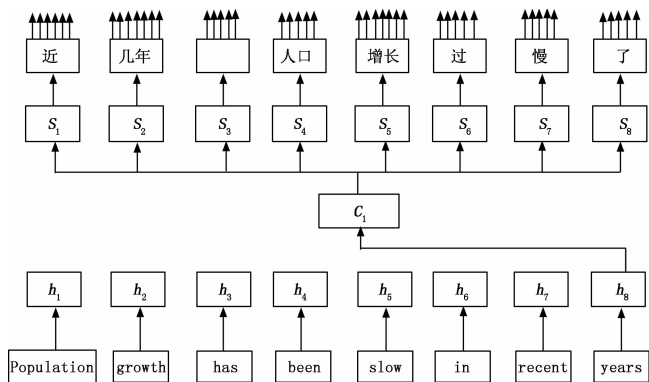 近 几年 人口 增长 过 慢 了
S1 S2 S3 S4 S5 S6 S7 S8
C1
h1 h2 h3 h4 h5 h6 h7 h8
Population growth has been slow in recent years